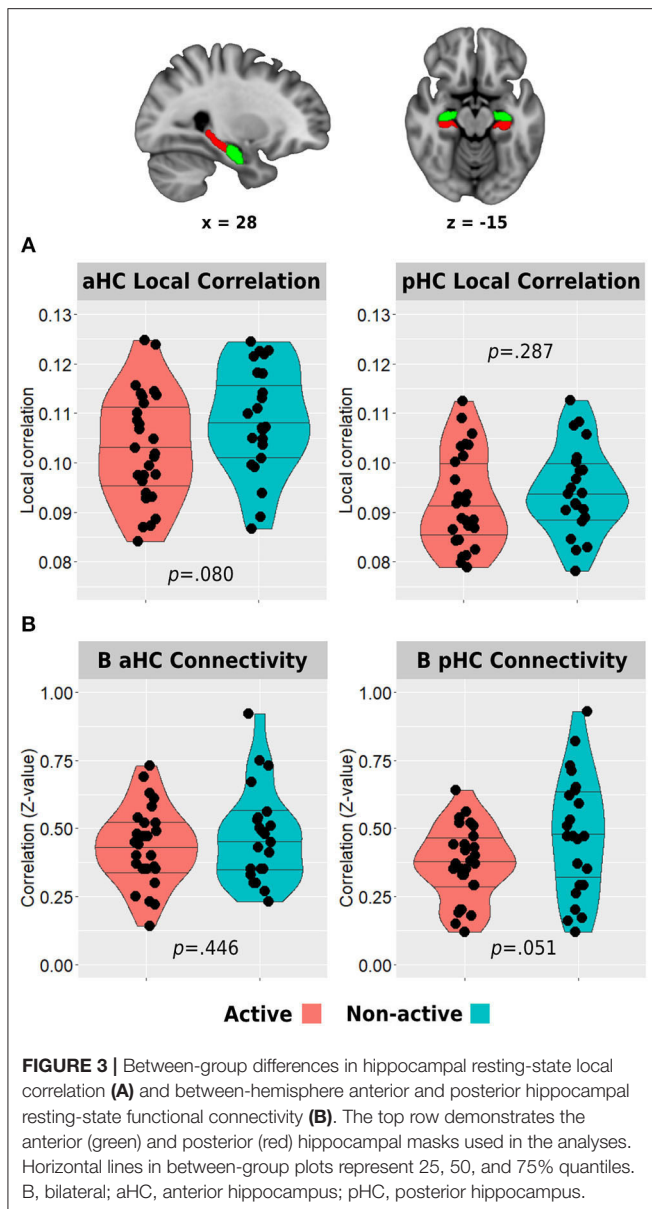 x = 28
z = -15
A
aHC Local Correlation
pHC Local Correlation
Local correlation
0.13
0.12
0.11
0.10
0.09
0.08
p=.080
Local correlation
0.13
0.12
0.11
0.10
0.09
0.08
p=.287
B
B aHC Connectivity
B pHC Connectivity
Correlation (Z-value)
1.00
0.75
0.50
0.25
0.00
p=.446
Correlation (Z-value)
1.00
0.75
0.50
0.25
0.00
p=.051
Active
Non-active
FIGURE 3 | Between-group differences in hippocampal resting-state local
correlation (A) and between-hemisphere anterior and posterior hippocampal
resting-state functional connectivity (B). The top row demonstrates the
anterior (green) and posterior (red) hippocampal masks used in the analyses.
Horizontal lines in between-group plots represent 25, 50, and 75% quantiles.
B, bilateral; aHC, anterior hippocampus; pHC, posterior hippocampus.